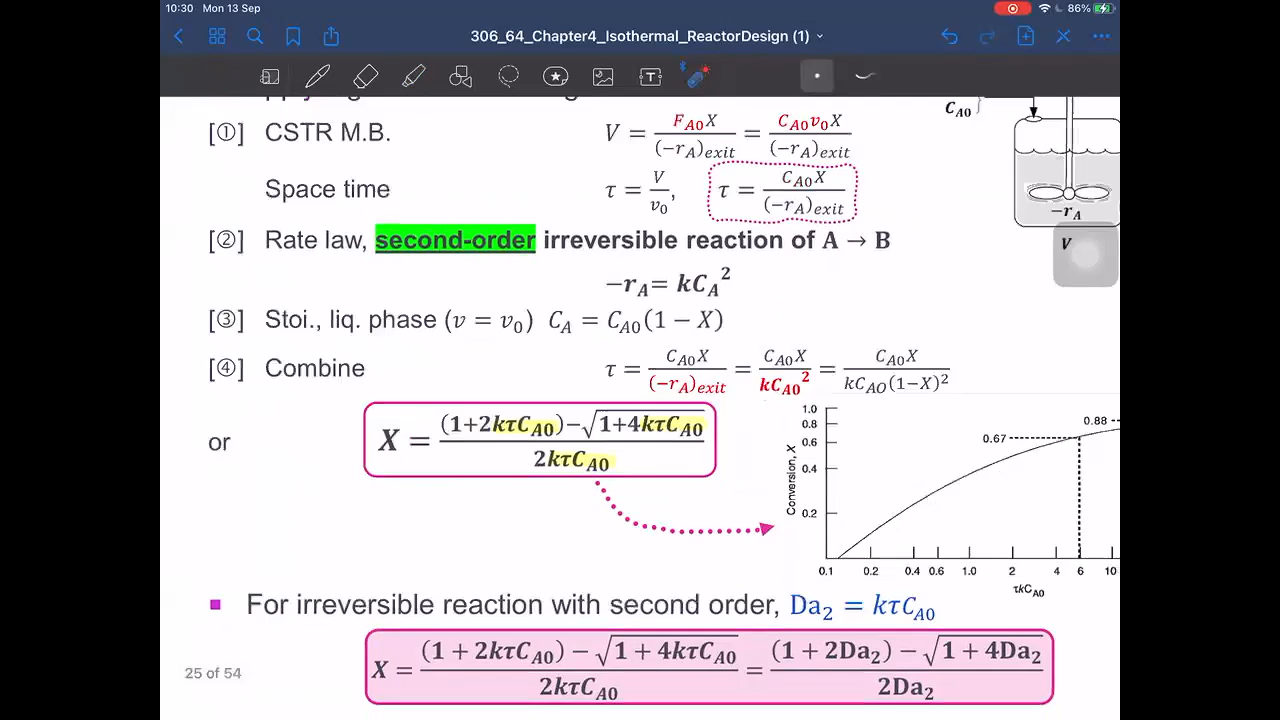 10:30 Mon 13 Sep 86%
306_64_Chapter4_Isothermal_ReactorDesign (1)
C_A0
[①] CSTR M.B. V = F_A0 X / (−r_A)_exit = C_A0 v_0 X / (−r_A)_exit
Space time τ = V / v_0, τ = C_A0 X / (−r_A)_exit
−r_A
V
[②] Rate law, second-order irreversible reaction of A → B
−r_A = kC_A^2
[③] Stoi., liq. phase (v = v_0) C_A = C_A0(1 − X)
[④] Combine τ = C_A0 X / (−r_A)_exit = C_A0 X / kC_A0^2 = C_A0 X / kC_AO(1−X)^2
or X = ((1+2kτC_A0)−√(1+4kτC_A0)) / 2kτC_A0
Conversion, X
1.0
0.8
0.6
0.4
0.2
0.88
0.67
0.1 0.2 0.4 0.6 1.0 2 4 6 10
τkC_A0
For irreversible reaction with second order, Da_2 = kτC_A0
X = ((1 + 2kτC_A0) − √(1 + 4kτC_A0)) / 2kτC_A0 = ((1 + 2Da_2) − √(1 + 4Da_2)) / 2Da_2
25 of 54